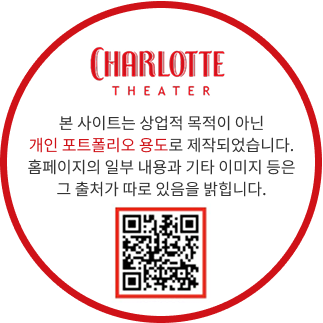 CHARLOTTE
THEATER
본 사이트는 상업적 목적이 아닌
개인 포트폴리오 용도로 제작되었습니다.
홈페이지의 일부 내용과 기타 이미지 등은
그 출처가 따로 있음을 밝힙니다.